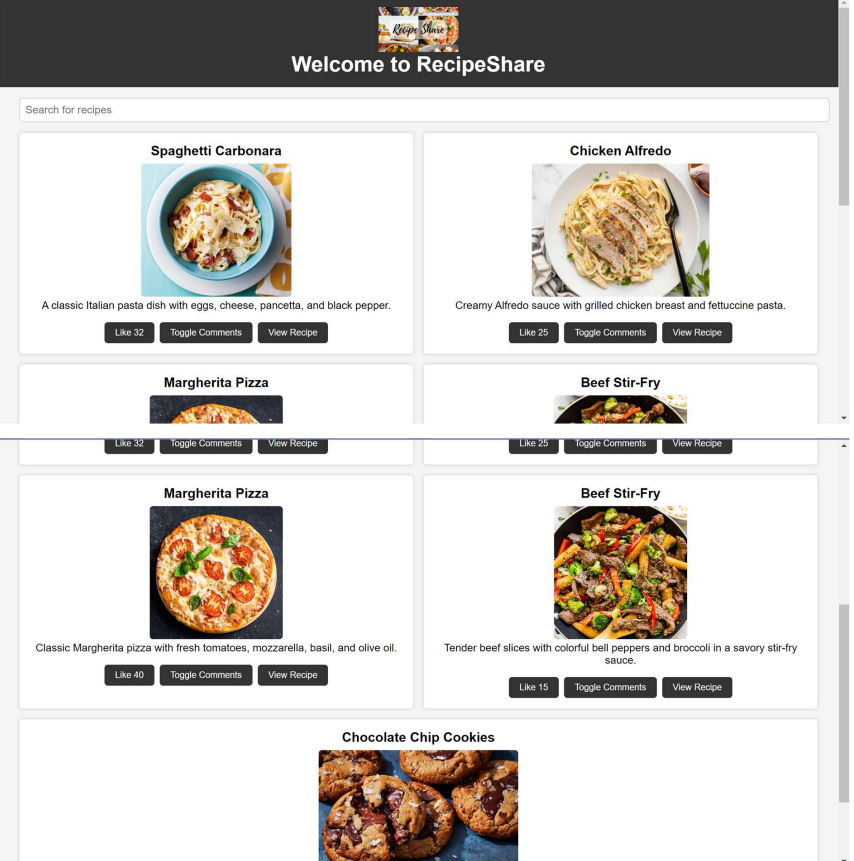 Recipe Share
Welcome to RecipeShare
Search for recipes
Spaghetti Carbonara
A classic Italian pasta dish with eggs, cheese, pancetta, and black pepper.
Like 32 Toggle Comments View Recipe
Chicken Alfredo
Creamy Alfredo sauce with grilled chicken breast and fettuccine pasta.
Like 25 Toggle Comments View Recipe
Margherita Pizza
Beef Stir-Fry
Like 32 Toggle Comments View Recipe
Like 25 Toggle Comments View Recipe
Margherita Pizza
Classic Margherita pizza with fresh tomatoes, mozzarella, basil, and olive oil.
Like 40 Toggle Comments View Recipe
Beef Stir-Fry
Tender beef slices with colorful bell peppers and broccoli in a savory stir-fry
sauce.
Like 15 Toggle Comments View Recipe
Chocolate Chip Cookies